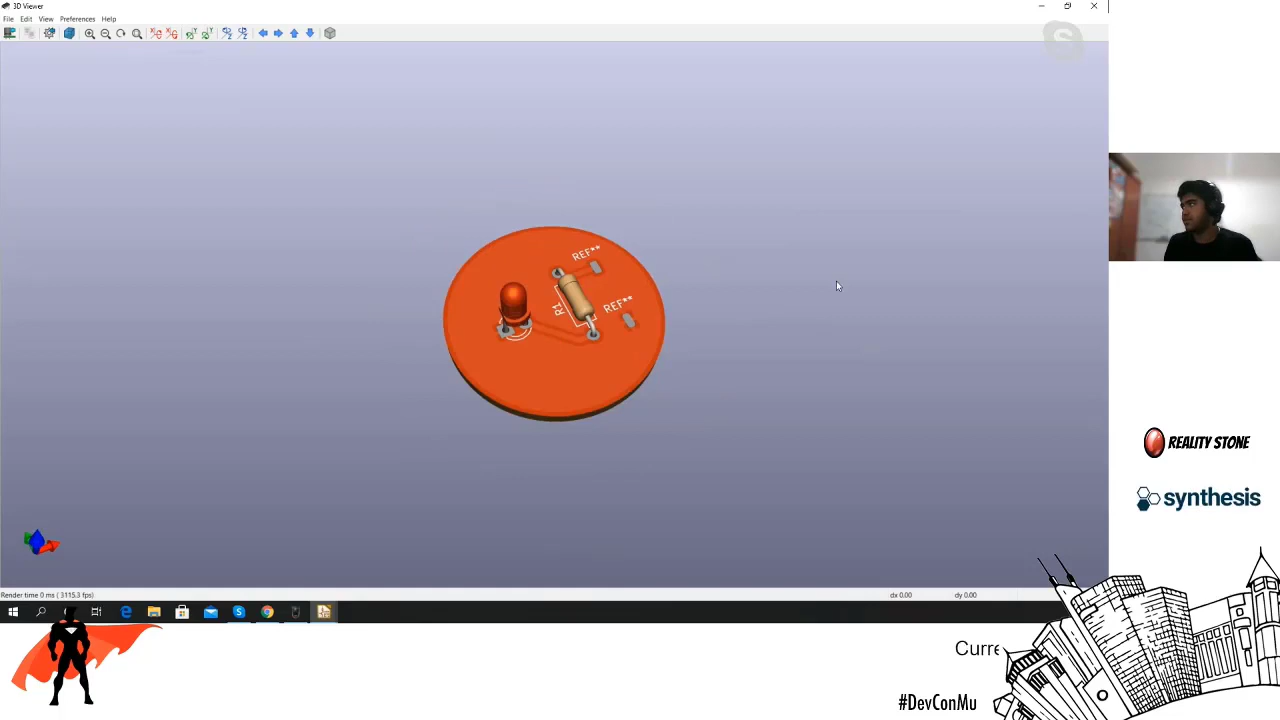 3D Viewer
File Edit View Preferences Help
S
REF**
R1
REF**
REALITY STONE
synthesis
Render time 0 ms ( 3115.3 fps)
dx 0.00
dy 0.00
Curre
#DevConMu